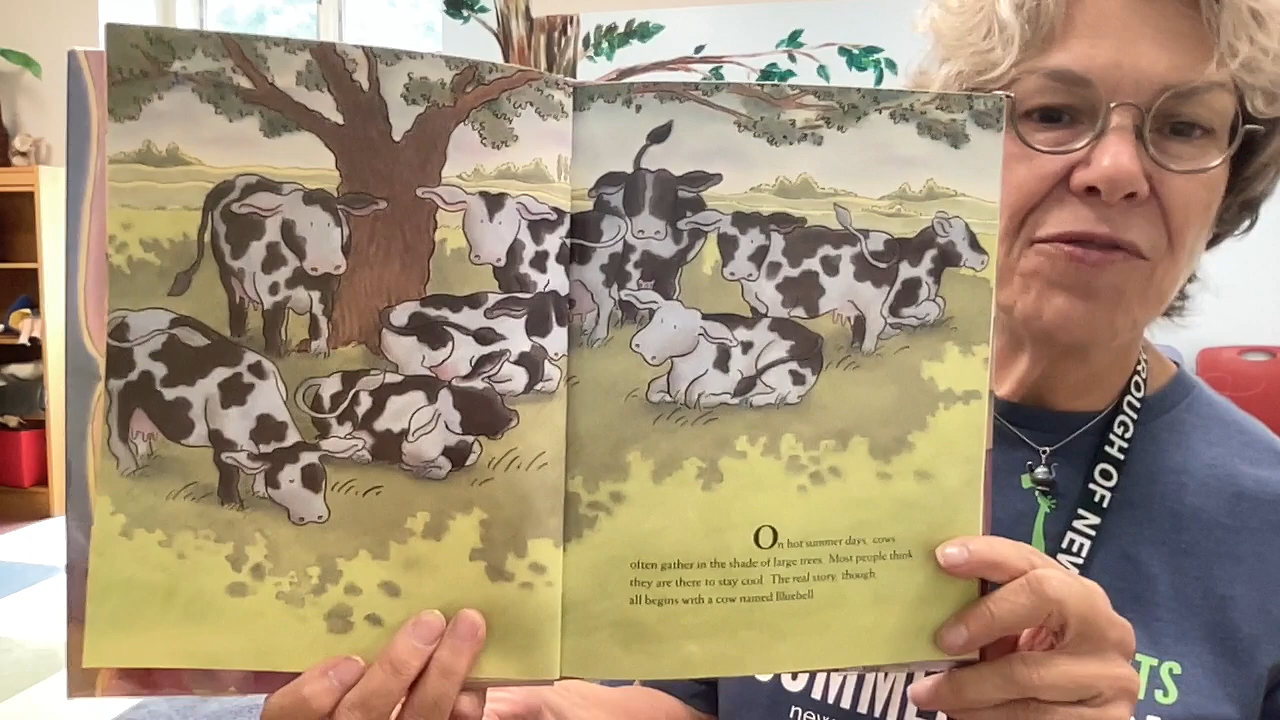 On hot summer days, cows
often gather in the shade of large trees. Most people think
they are there to stay cool. The real story, though,
all begins with a cow named Bluebell
ROUGH OF NEW
TS
SUMME
new